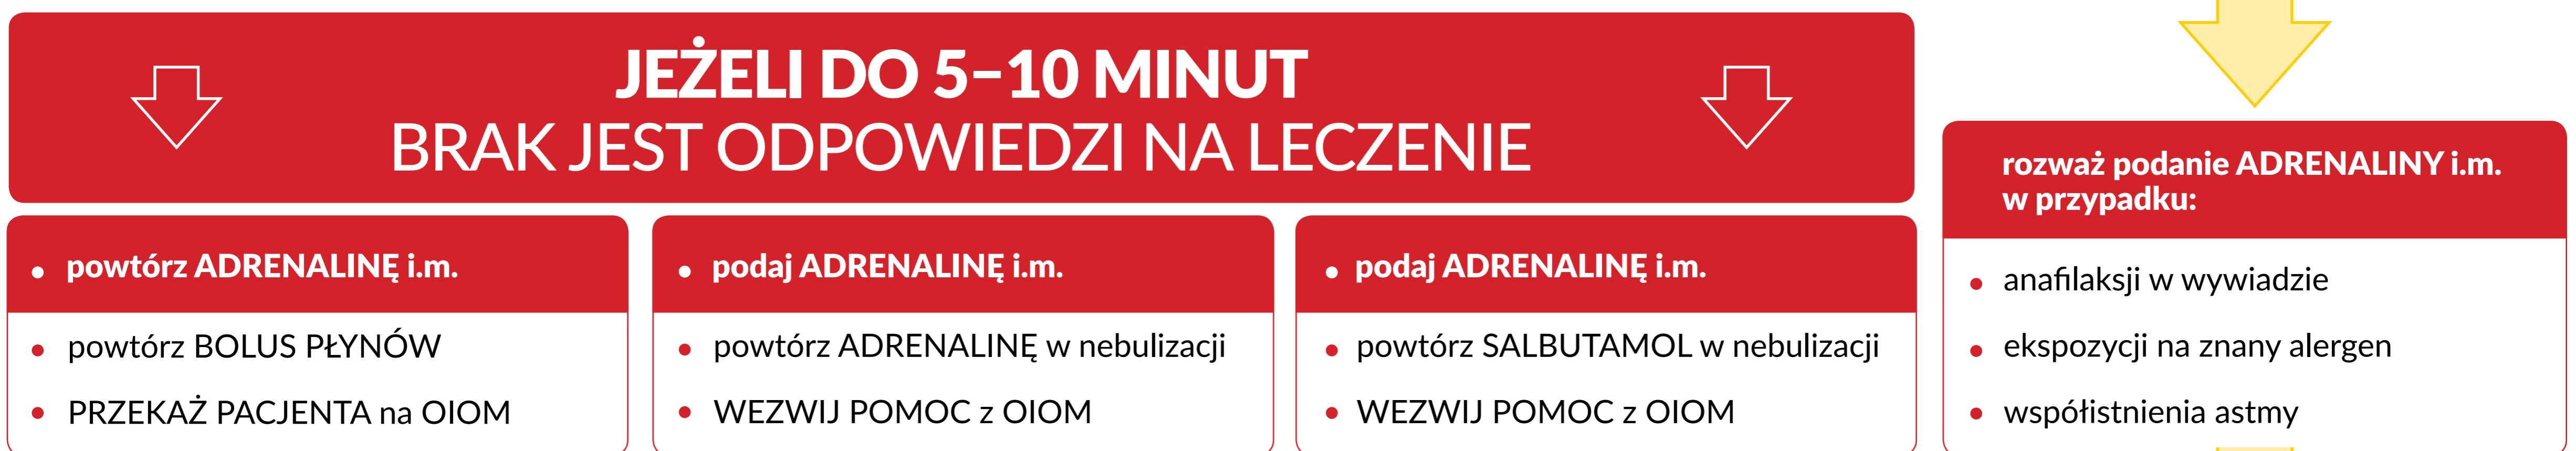 JEŻELI DO 5–10 MINUT
BRAK JEST ODPOWIEDZI NA LECZENIE
• powtórz ADRENALINĘ i.m.
• powtórz BOLUS PŁYNÓW
• PRZEKAŻ PACJENTA na OIOM
• podaj ADRENALINĘ i.m.
• powtórz ADRENALINĘ w nebulizacji
• WEZWIJ POMOC z OIOM
• podaj ADRENALINĘ i.m.
• powtórz SALBUTAMOL w nebulizacji
• WEZWIJ POMOC z OIOM
rozważ podanie ADRENALINY i.m.
w przypadku:
• anafilaksji w wywiadzie
• ekspozycji na znany alergen
• współistnienia astmy